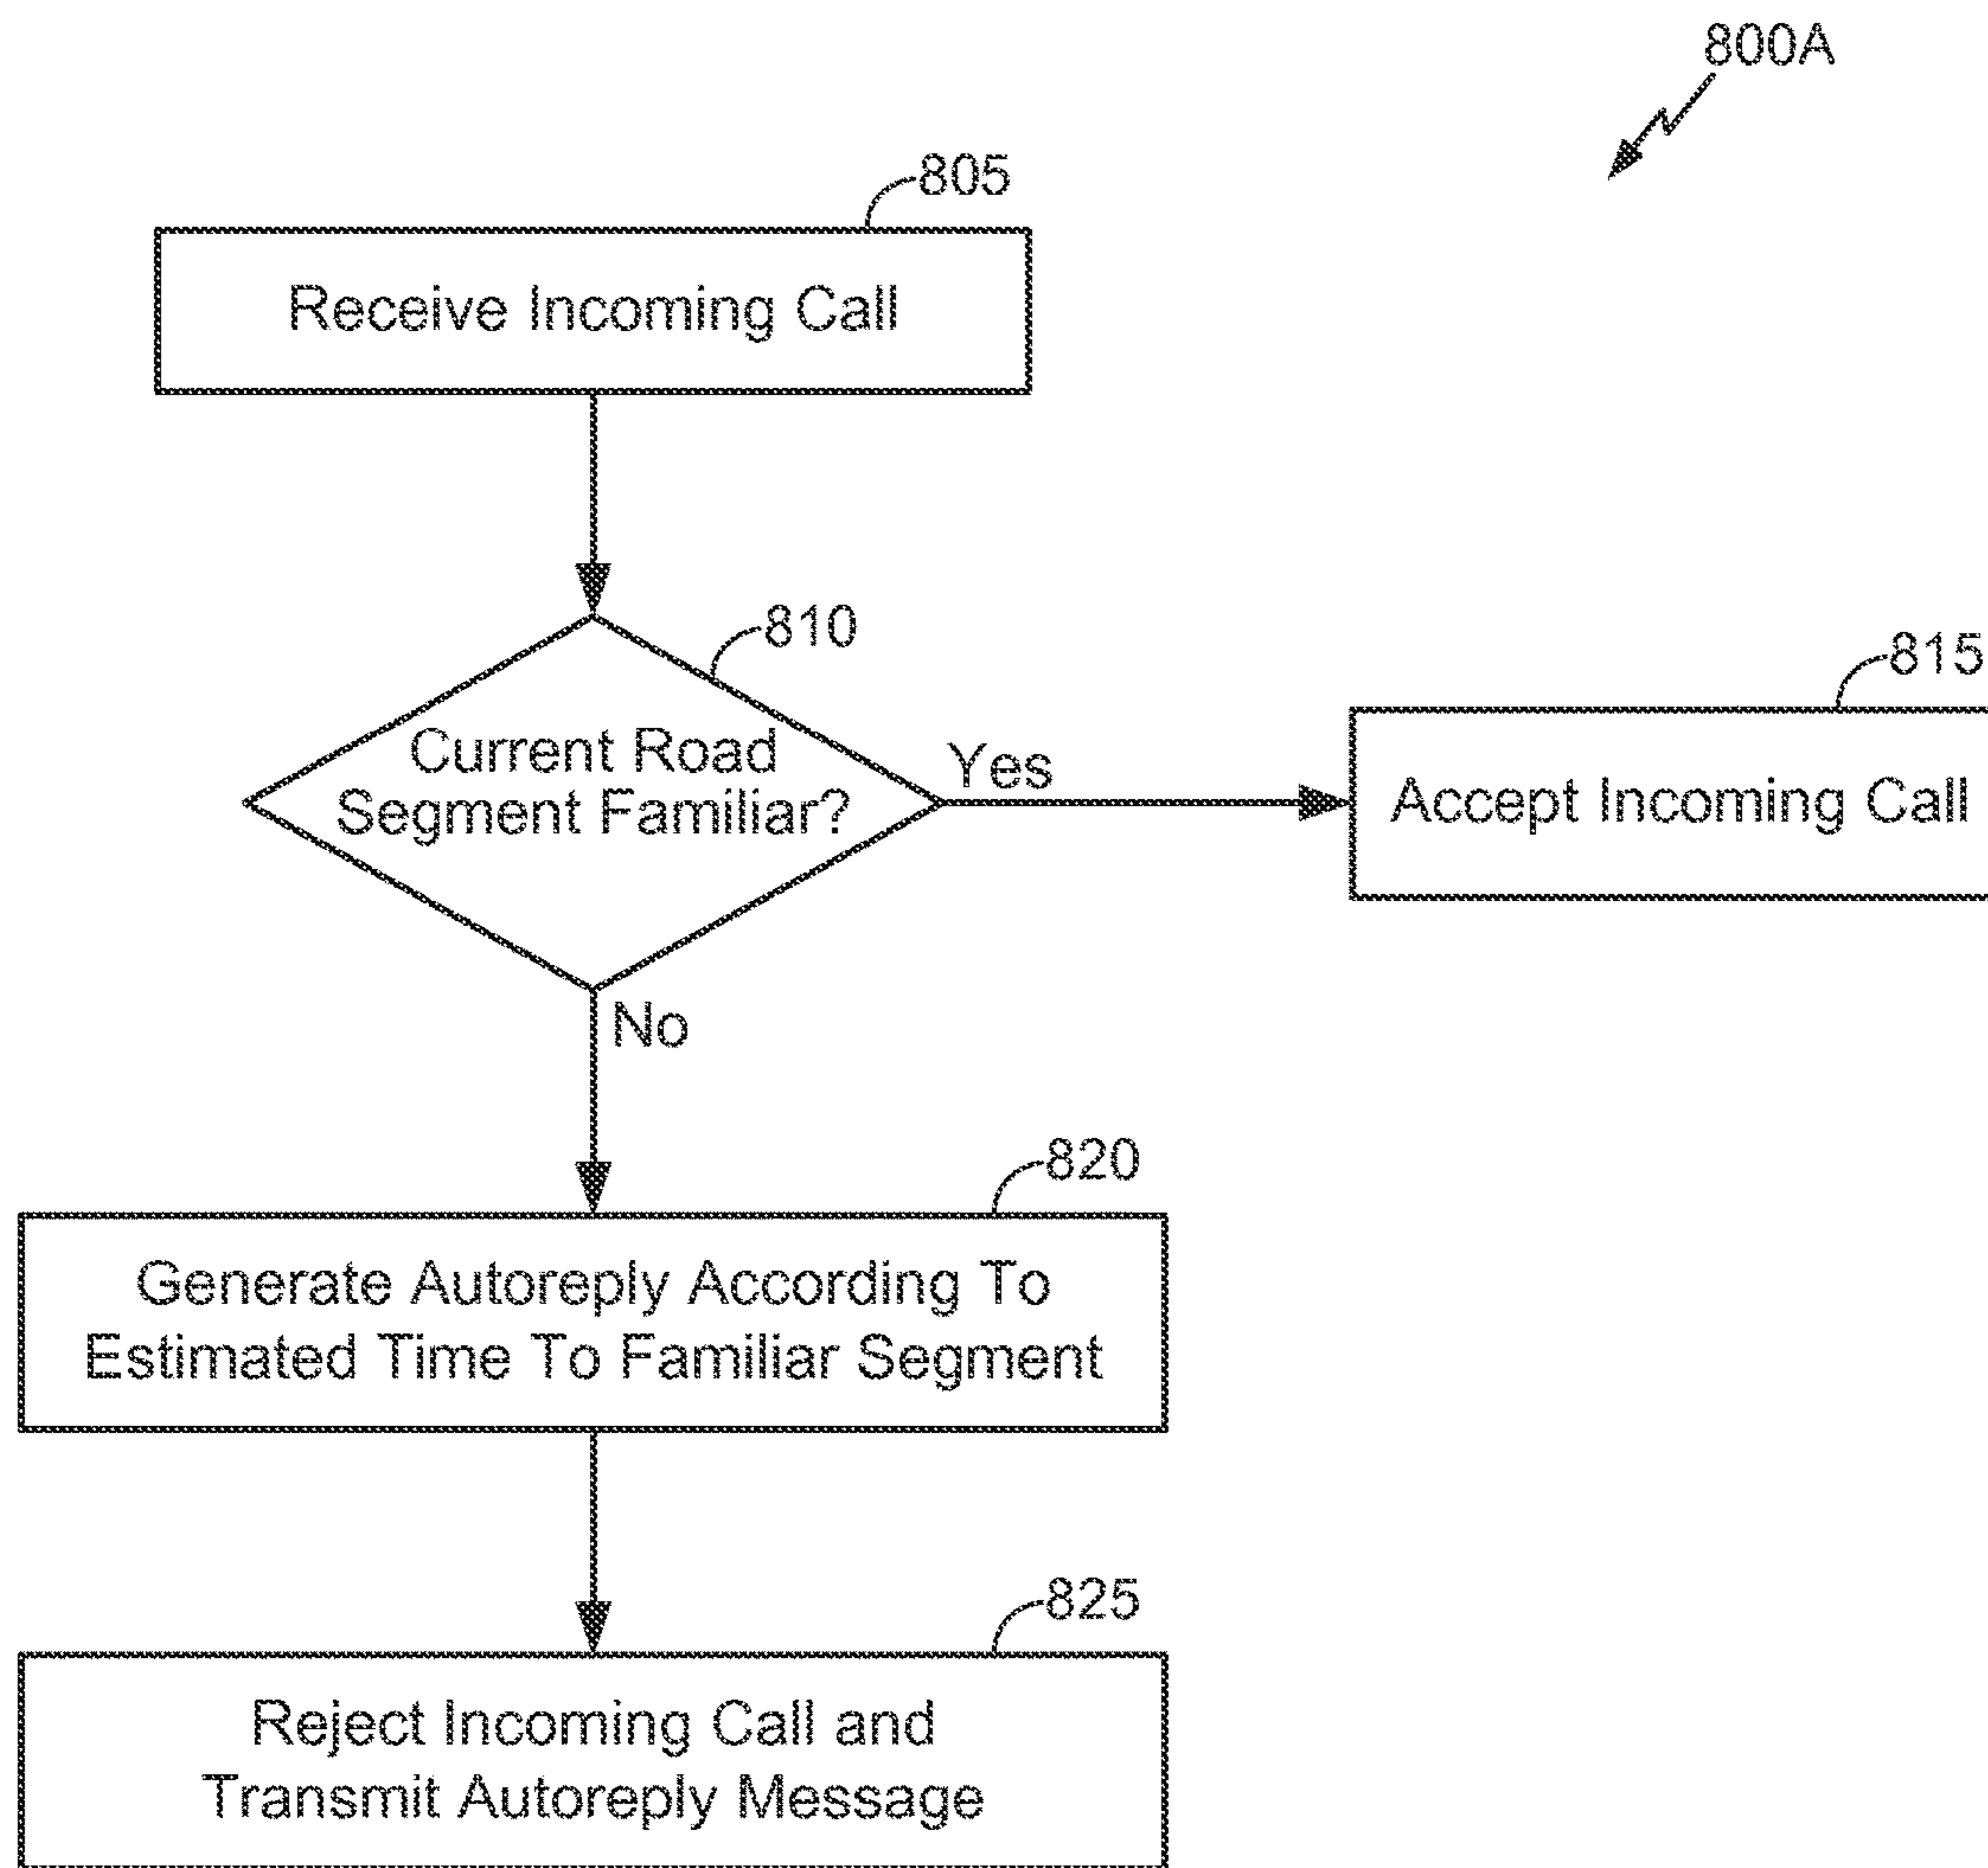 800A
805
Receive Incoming Call
810
Current Road
Segment Familiar?
Yes
815
Accept Incoming Call
No
820
Generate Autoreply According To
Estimated Time To Familiar Segment
825
Reject Incoming Call and
Transmit Autoreply Message